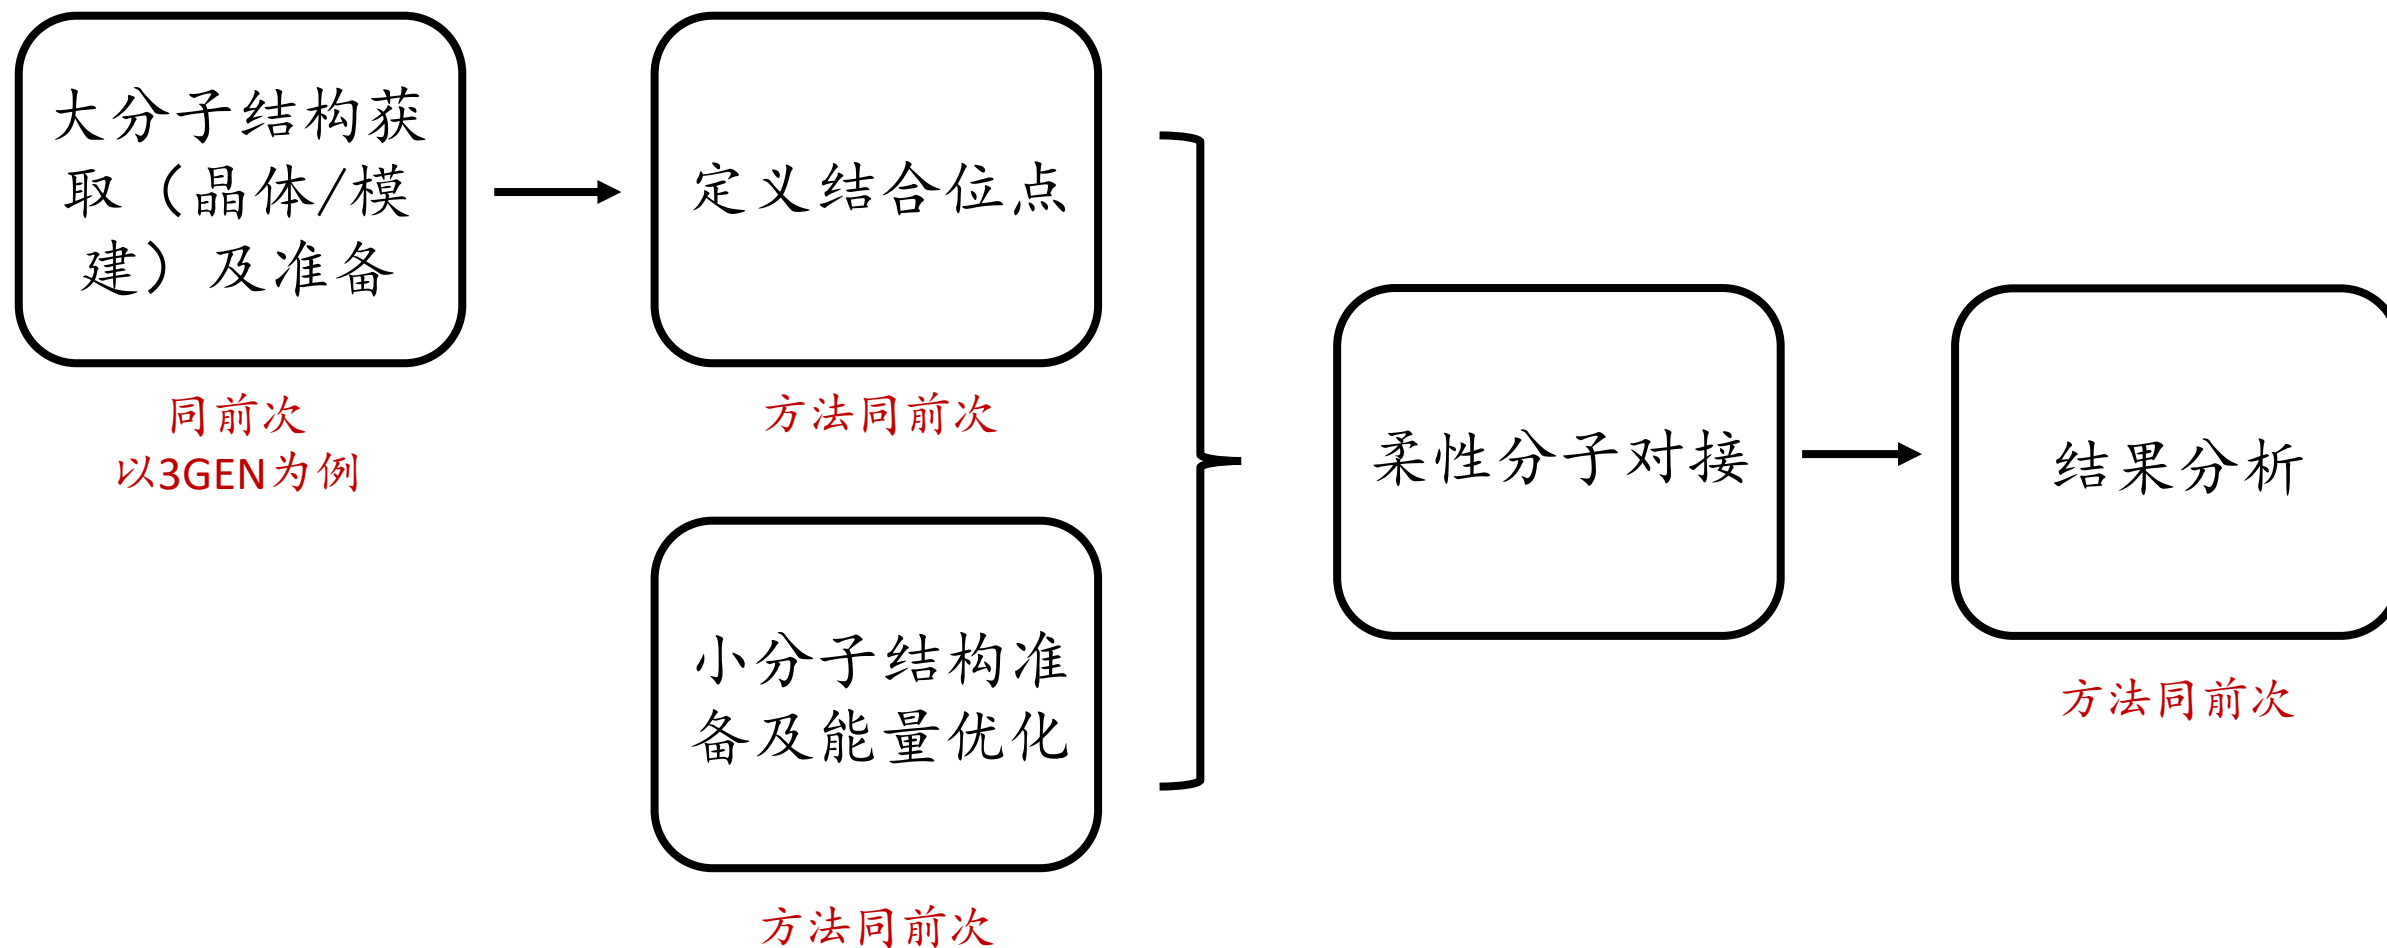 大分子结构获
取（晶体/模
建）及准备
同前次
以3GEN为例
定义结合位点
方法同前次
小分子结构准
备及能量优化
方法同前次
柔性分子对接
结果分析
方法同前次